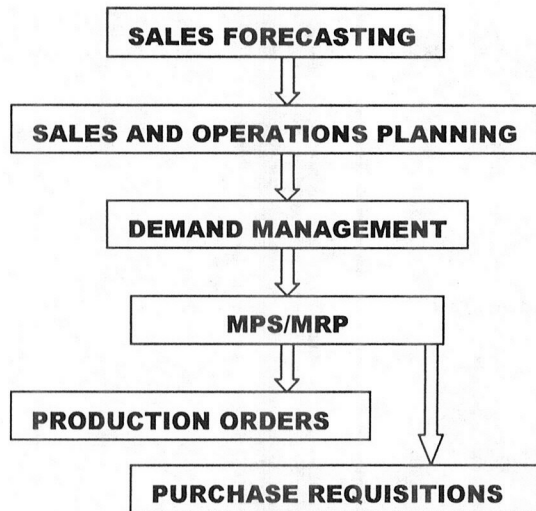 SALES FORECASTING
SALES AND OPERATIONS PLANNING
DEMAND MANAGEMENT
MPS/MRP
PRODUCTION ORDERS
PURCHASE REQUISITIONS